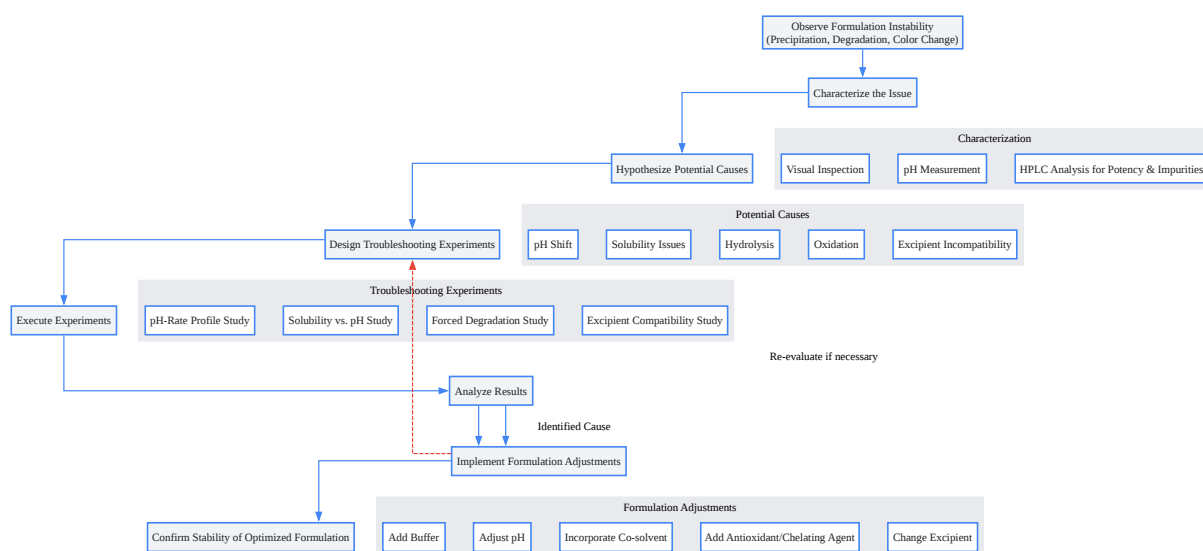 Observe Formulation Instability
(Precipitation, Degradation, Color Change)
Characterize the Issue
Characterization
Hypothesize Potential Causes
Visual Inspection
pH Measurement
HPLC Analysis for Potency & Impurities
Potential Causes
Design Troubleshooting Experiments
pH Shift
Solubility Issues
Hydrolysis
Oxidation
Excipient Incompatibility
Troubleshooting Experiments
Execute Experiments
pH-Rate Profile Study
Solubility vs. pH Study
Forced Degradation Study
Excipient Compatibility Study
Re-evaluate if necessary
Analyze Results
Identified Cause
Implement Formulation Adjustments
Formulation Adjustments
Confirm Stability of Optimized Formulation
Add Buffer
Adjust pH
Incorporate Co-solvent
Add Antioxidant/Chelating Agent
Change Excipient